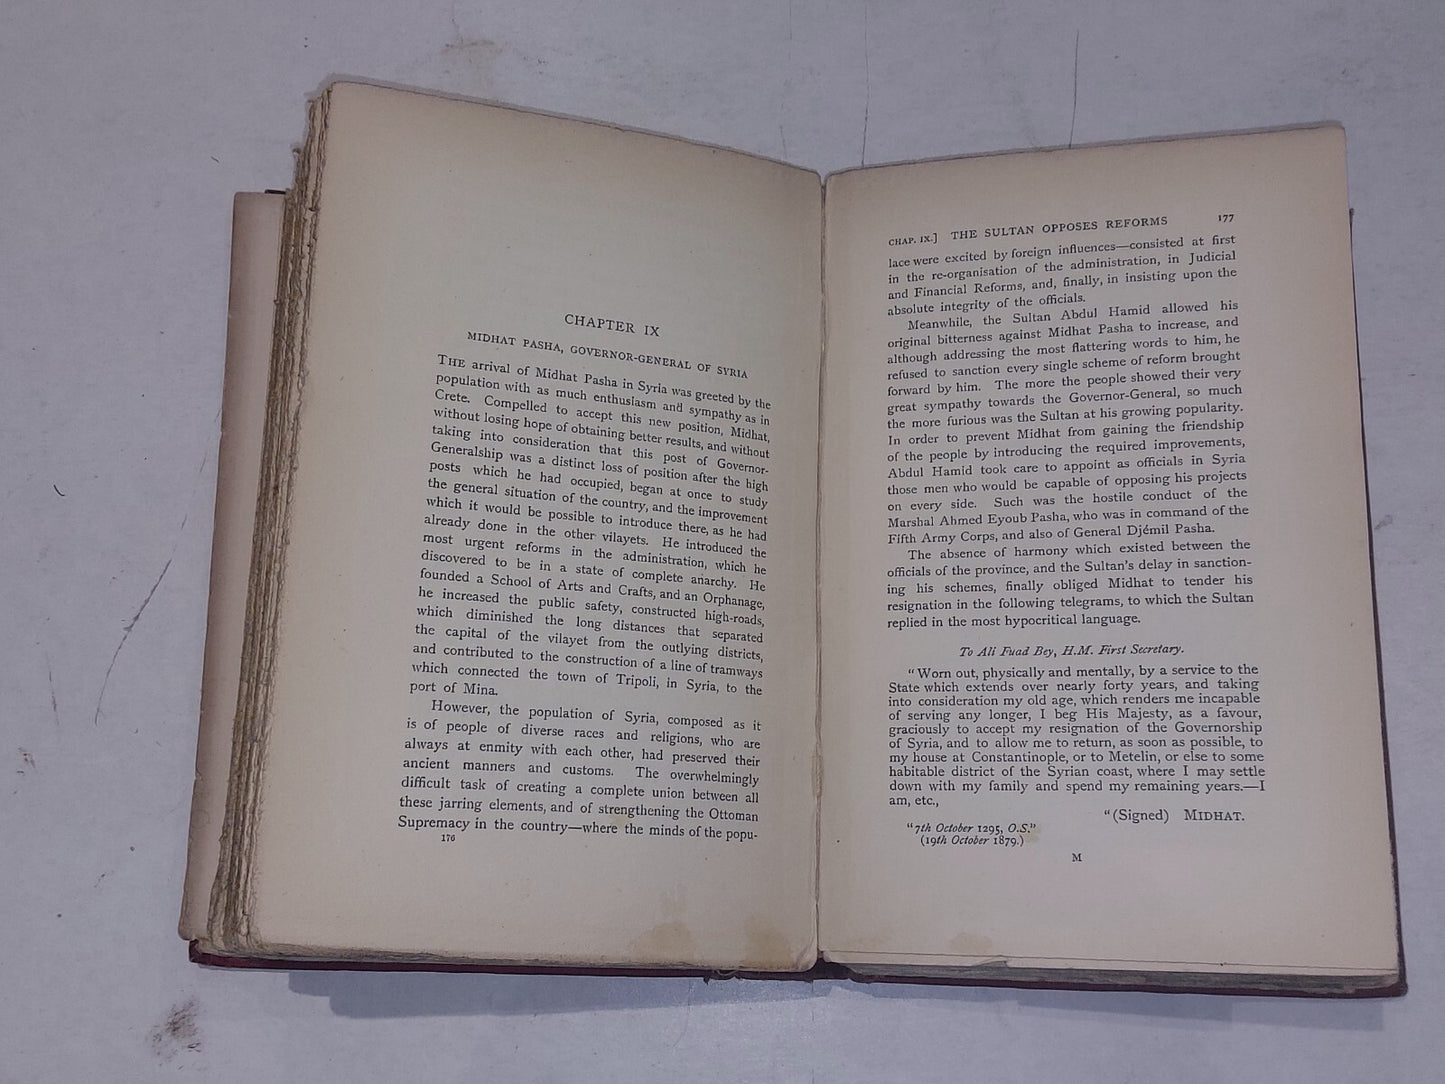 CHAPTER IX
MIDHAT PASHA, GOVERNOR-GENERAL OF SYRIA
THE arrival of Midhat Pasha in Syria was greeted by the
population with as much enthusiasm and sympathy as in
Crete. Compelled to accept this new position, Midhat,
without losing hope of obtaining better results, and without
taking into consideration that this post of Governor-
Generalship was a distinct loss of position after the high
posts which he had occupied, began at once to study
the general situation of the country, and the improvement
which it would be possible to introduce there, as he had
already done in the other vilayets. He introduced the
most urgent reforms in the administration, which he
discovered to be in a state of complete anarchy. He
founded a School of Arts and Crafts, and an Orphanage,
he increased the public safety, constructed high-roads,
which diminished the long distances that separated
the capital of the vilayet from the outlying districts,
and contributed to the construction of a line of tramways
which connected the town of Tripoli, in Syria, to the
port of Mina.
However, the population of Syria, composed as it
is of people of diverse races and religions, who are
always at enmity with each other, had preserved their
ancient manners and customs. The overwhelmingly
difficult task of creating a complete union between all
these jarring elements, and of strengthening the Ottoman
Supremacy in the country—where the minds of the popu-
176
CHAP. IX.] THE SULTAN OPPOSES REFORMS 177
lace were excited by foreign influences—consisted at first
in the re-organisation of the administration, in Judicial
and Financial Reforms, and, finally, in insisting upon the
absolute integrity of the officials.
Meanwhile, the Sultan Abdul Hamid allowed his
original bitterness against Midhat Pasha to increase, and
although addressing the most flattering words to him, he
refused to sanction every single scheme of reform brought
forward by him. The more the people showed their very
great sympathy towards the Governor-General, so much
the more furious was the Sultan at his growing popularity.
In order to prevent Midhat from gaining the friendship
of the people by introducing the required improvements,
Abdul Hamid took care to appoint as officials in Syria
those men who would be capable of opposing his projects
on every side. Such was the hostile conduct of the
Marshal Ahmed Eyoub Pasha, who was in command of the
Fifth Army Corps, and also of General Djémil Pasha.
The absence of harmony which existed between the
officials of the province, and the Sultan's delay in sanction-
ing his schemes, finally obliged Midhat to tender his
resignation in the following telegrams, to which the Sultan
replied in the most hypocritical language.
To Ali Fuad Bey, H.M. First Secretary.
"Worn out, physically and mentally, by a service to the
State which extends over nearly forty years, and taking
into consideration my old age, which renders me incapable
of serving any longer, I beg His Majesty, as a favour,
graciously to accept my resignation of the Governorship
of Syria, and to allow me to return, as soon as possible, to
my house at Constantinople, or to Metelin, or else to some
habitable district of the Syrian coast, where I may settle
down with my family and spend my remaining years.—I
am, etc.,
"(Signed) MIDHAT.
"7th October 1295, O.S."
(19th October 1879.)
M